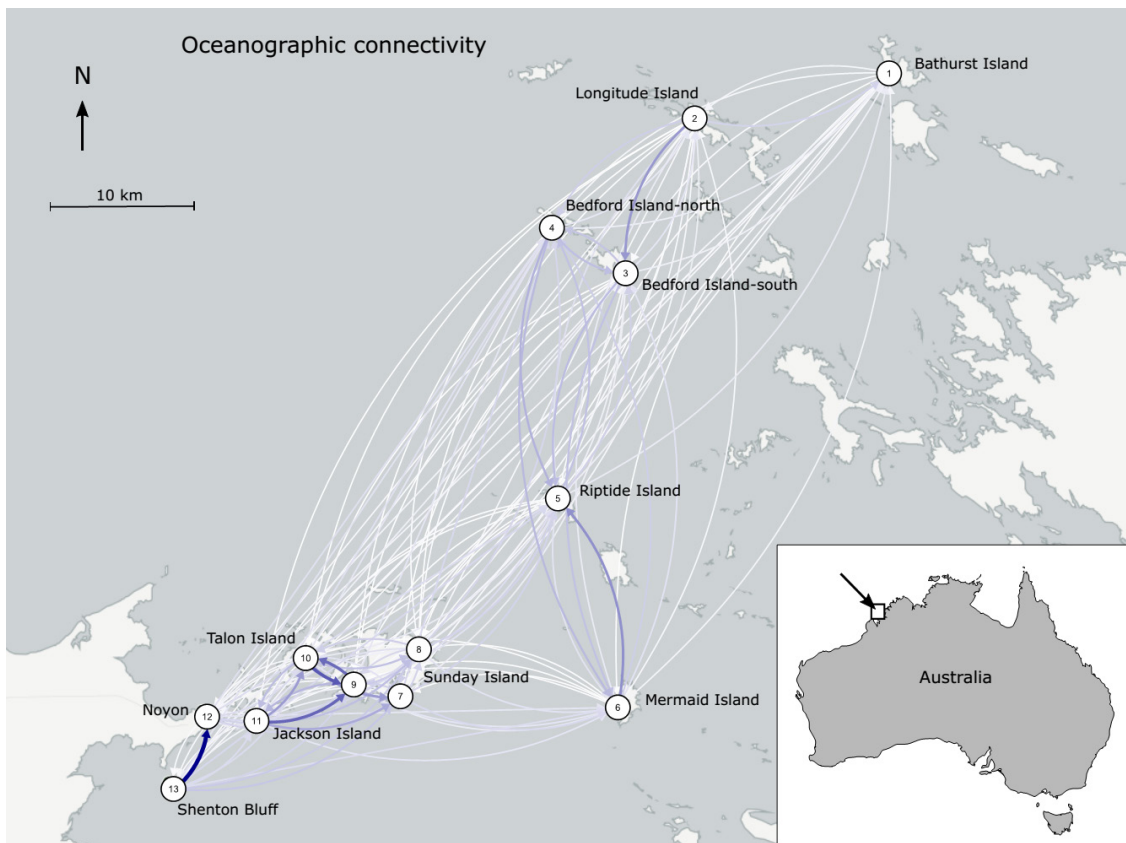 Oceanographic connectivity
N
10 km
Bathurst Island
1
Longitude Island
2
Bedford Island-north
4
3
Bedford Island-south
5
Riptide Island
Talon Island
10
8
Sunday Island
9
7
Noyon
12
11
Jackson Island
6
Mermaid Island
13
Shenton Bluff
Australia